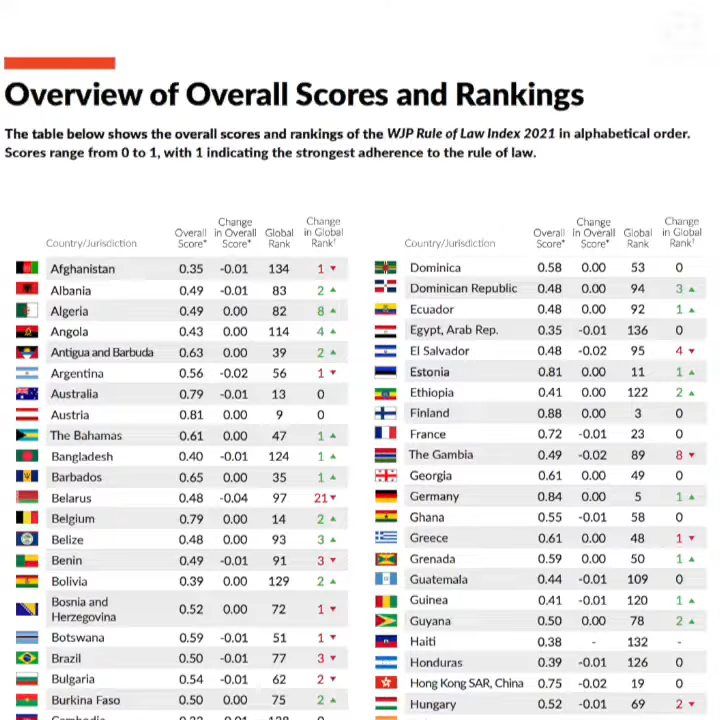 Overview of Overall Scores and Rankings
The table below shows the overall scores and rankings of the WJP Rule of Law Index 2021 in alphabetical order.
Scores range from 0 to 1, with 1 indicating the strongest adherence to the rule of law.
Country/Jurisdiction Overall Score* Change in Overall Score* Global Rank Change in Global Rank†
Afghanistan 0.35 -0.01 134 1 ▼
Albania 0.49 -0.01 83 2 ▲
Algeria 0.49 0.00 82 8 ▲
Angola 0.43 0.00 114 4 ▲
Antigua and Barbuda 0.63 0.00 39 2 ▲
Argentina 0.56 -0.02 56 1 ▼
Australia 0.79 -0.01 13 0
Austria 0.81 0.00 9 0
The Bahamas 0.61 0.00 47 1 ▲
Bangladesh 0.40 -0.01 124 1 ▲
Barbados 0.65 0.00 35 1 ▲
Belarus 0.48 -0.04 97 21 ▼
Belgium 0.79 0.00 14 2 ▲
Belize 0.48 0.00 93 3 ▲
Benin 0.49 -0.01 91 3 ▼
Bolivia 0.39 0.00 129 2 ▲
Bosnia and
Herzegovina 0.52 0.00 72 1 ▼
Botswana 0.59 -0.01 51 1 ▼
Brazil 0.50 -0.01 77 3 ▼
Bulgaria 0.54 -0.01 62 2 ▼
Burkina Faso 0.50 0.00 75 2 ▲
Country/Jurisdiction Overall Score* Change in Overall Score* Global Rank Change in Global Rank†
Dominica 0.58 0.00 53 0
Dominican Republic 0.48 0.00 94 3 ▲
Ecuador 0.48 0.00 92 1 ▲
Egypt, Arab Rep. 0.35 -0.01 136 0
El Salvador 0.48 -0.02 95 4 ▼
Estonia 0.81 0.00 11 1 ▲
Ethiopia 0.41 0.00 122 2 ▲
Finland 0.88 0.00 3 0
France 0.72 -0.01 23 0
The Gambia 0.49 -0.02 89 8 ▼
Georgia 0.61 0.00 49 0
Germany 0.84 0.00 5 1 ▲
Ghana 0.55 -0.01 58 0
Greece 0.61 0.00 48 1 ▼
Grenada 0.59 0.00 50 1 ▲
Guatemala 0.44 -0.01 109 0
Guinea 0.41 -0.01 120 1 ▲
Guyana 0.50 0.00 78 2 ▲
Haiti 0.38 - 132 -
Honduras 0.39 -0.01 126 0
Hong Kong SAR, China 0.75 -0.02 19 0
Hungary 0.52 -0.01 69 2 ▼